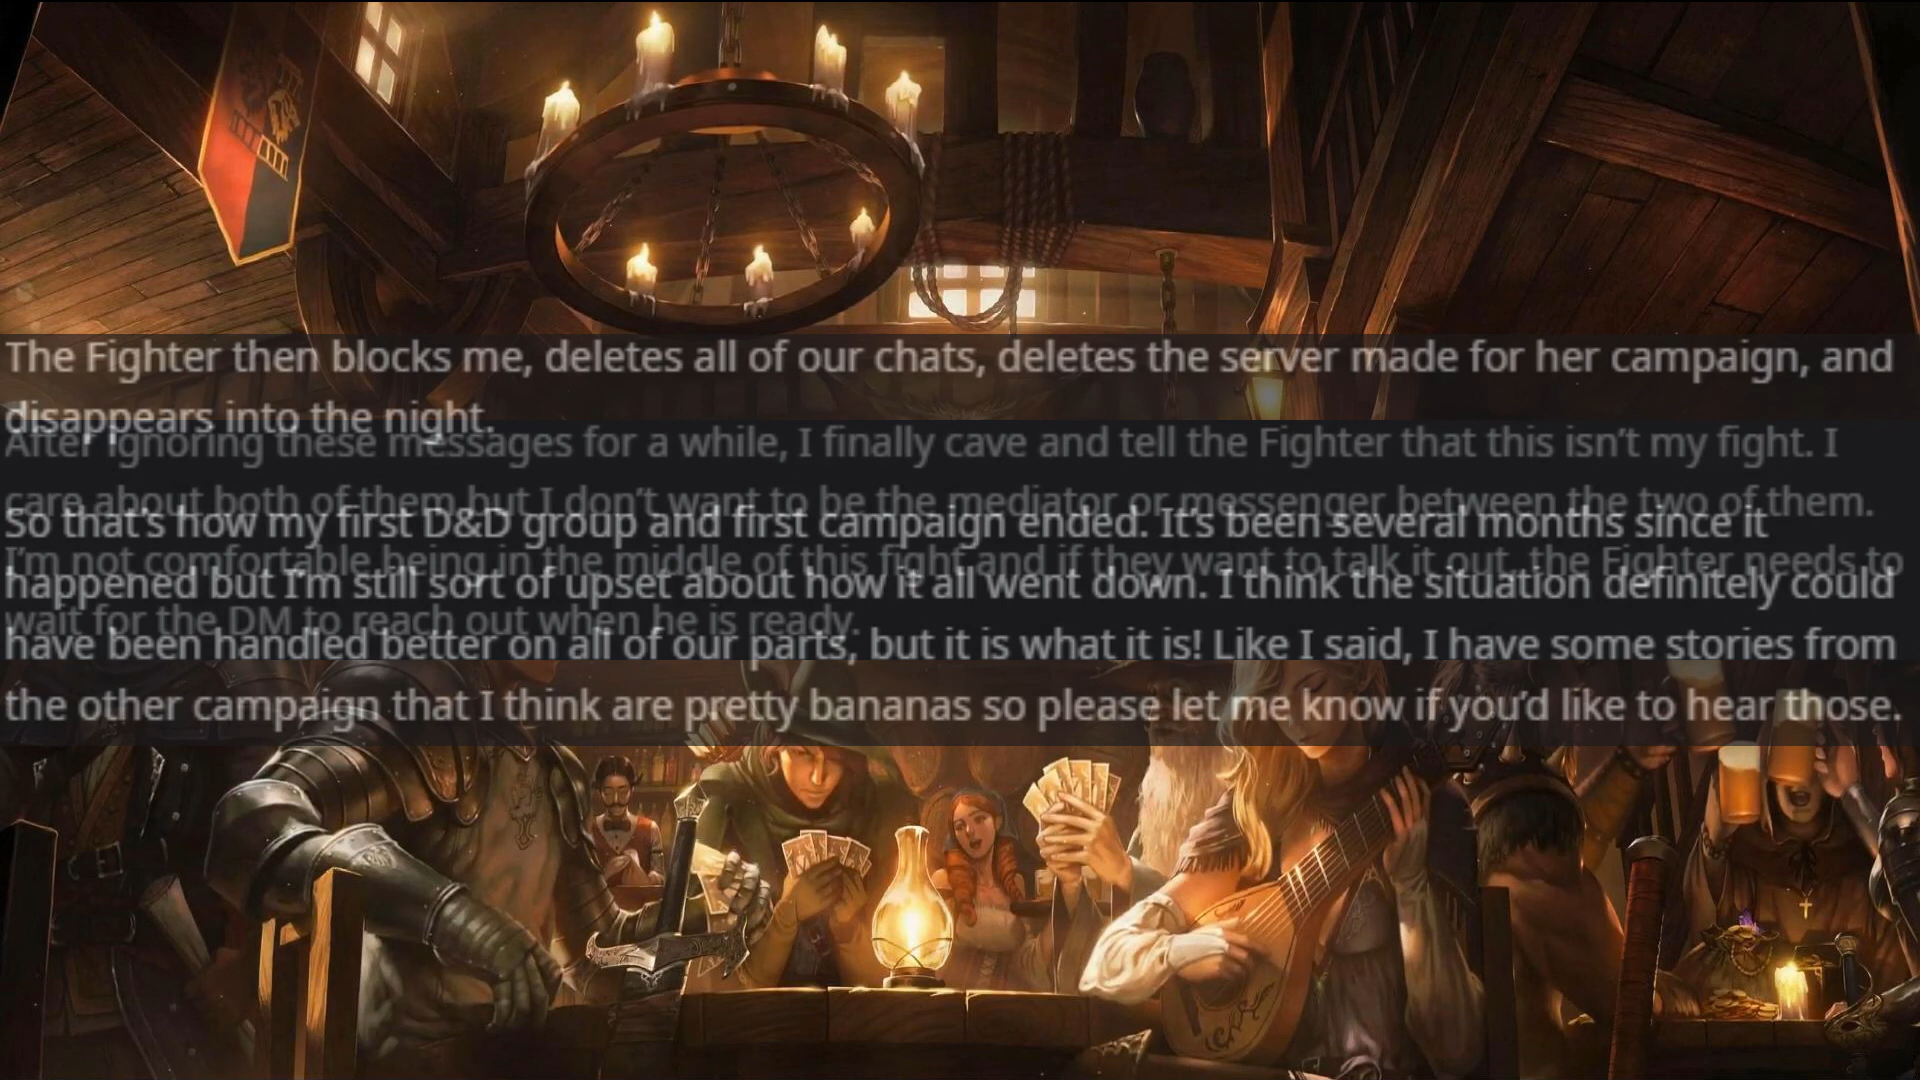 The Fighter then blocks me, deletes all of our chats, deletes the server made for her campaign, and
disappears into the night.
After ignoring these messages for a while, I finally cave and tell the Fighter that this isn't my fight. I
care about both of them but I don't want to be the mediator or messenger between the two of them.
So that's how my first D&D group and first campaign ended. It's been several months since it
I'm not comfortable being in the middle of this fight and if they want to talk it out, the Fighter needs to
happened but I'm still sort of upset about how it all went down. I think the situation definitely could
wait for the DM to reach out when he is ready.
have been handled better on all of our parts, but it is what it is! Like I said, I have some stories from
the other campaign that I think are pretty bananas so please let me know if you'd like to hear those.